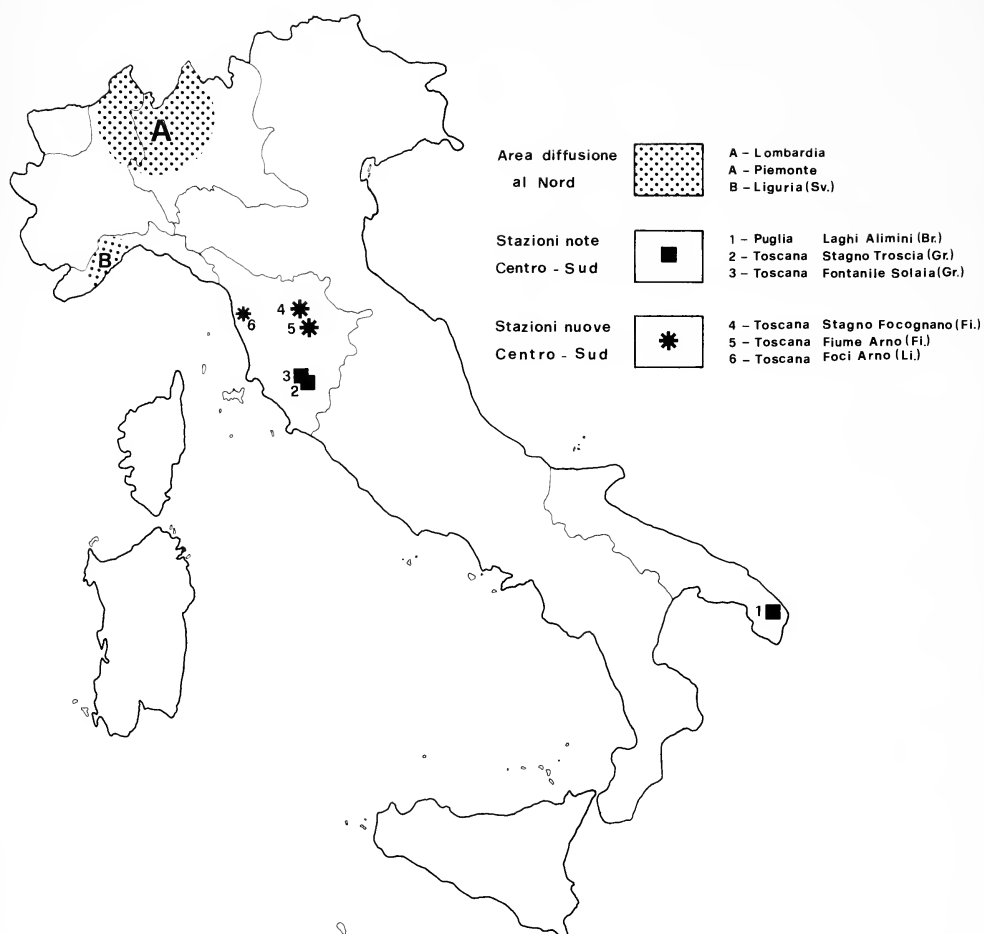 A
B
4
5
6
3
2
1
Area diffusione
al Nord
A – Lombardia
A – Piemonte
B – Liguria (Sv.)
Stazioni note
Centro - Sud
1 – Puglia Laghi Alimini (Br.)
2 – Toscana Stagno Troscia (Gr.)
3 – Toscana Fontanile Solaia (Gr.)
Stazioni nuove
Centro - Sud
4 – Toscana Stagno Focognano (Fi.)
5 – Toscana Fiume Arno (Fi.)
6 – Toscana Foci Arno (Li.)